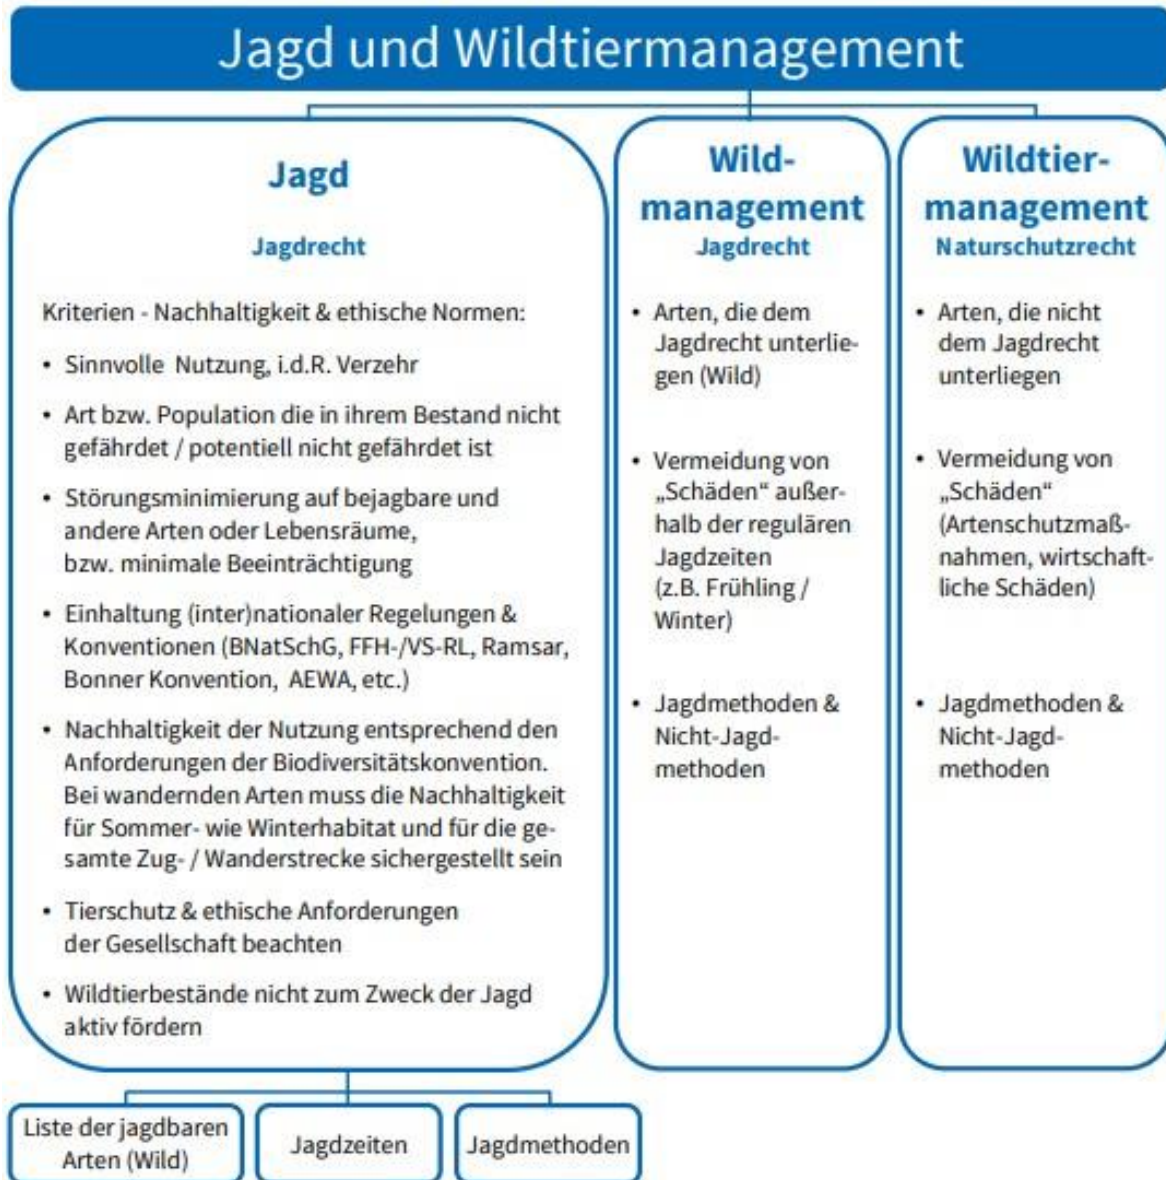 Jagd und Wildtiermanagement
Jagd
Jagdrecht
Kriterien - Nachhaltigkeit & ethische Normen:
• Sinnvolle Nutzung, i.d.R. Verzehr
• Art bzw. Population die in ihrem Bestand nicht
gefährdet / potentiell nicht gefährdet ist
• Störungsminimierung auf bejagbare und
andere Arten oder Lebensräume,
bzw. minimale Beeinträchtigung
• Einhaltung (inter)nationaler Regelungen &
Konventionen (BNatSchG, FFH-/VS-RL, Ramsar,
Bonner Konvention, AEWA, etc.)
• Nachhaltigkeit der Nutzung entsprechend den
Anforderungen der Biodiversitätskonvention.
Bei wandernden Arten muss die Nachhaltigkeit
für Sommer- wie Winterhabitat und für die ge-
samte Zug- / Wanderstrecke sichergestellt sein
• Tierschutz & ethische Anforderungen
der Gesellschaft beachten
• Wildtierbestände nicht zum Zweck der Jagd
aktiv fördern
Wild-
management
Jagdrecht
• Arten, die dem
Jagdrecht unterlie-
gen (Wild)
• Vermeidung von
„Schäden“ außer-
halb der regulären
Jagdzeiten
(z.B. Frühling /
Winter)
• Jagdmethoden &
Nicht-Jagd-
methoden
Wildtier-
management
Naturschutzrecht
• Arten, die nicht
dem Jagdrecht
unterliegen
• Vermeidung von
„Schäden“
(Artenschutzmaß-
nahmen, wirtschaft-
liche Schäden)
• Jagdmethoden &
Nicht-Jagd-
methoden
Liste der jagdbaren
Arten (Wild)
Jagdzeiten
Jagdmethoden